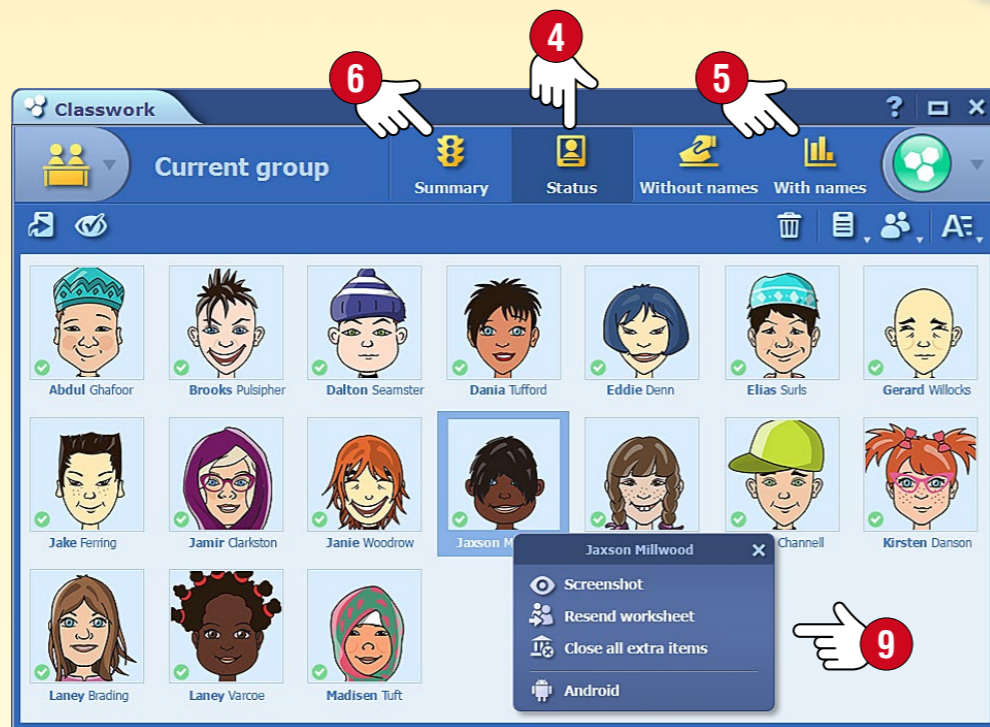 4
6
5
Classwork
?
Current group
Summary
Status
Without names
With names
A
Abdul Ghafoor
Brooks Pulsipher
Dalton Seamster
Dania Tufford
Eddie Denn
Elias Surls
Gerard Willocks
Jake Ferring
Jamir Clarkston
Janie Woodrow
Jaxson M
Channell
Kirsten Danson
Jaxson Millwood
Screenshot
Resend worksheet
Close all extra items
Android
9
Laney Brading
Laney Varcoe
Madisen Tuft